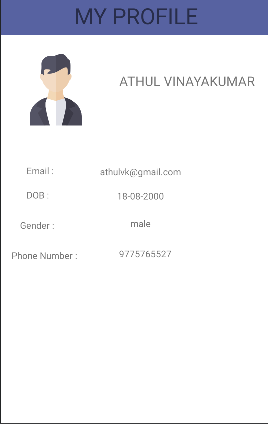 MY PROFILE
ATHUL VINAYAKUMAR
Email : athulvk@gmail.com
DOB : 18-08-2000
Gender : male
Phone Number : 9775765527